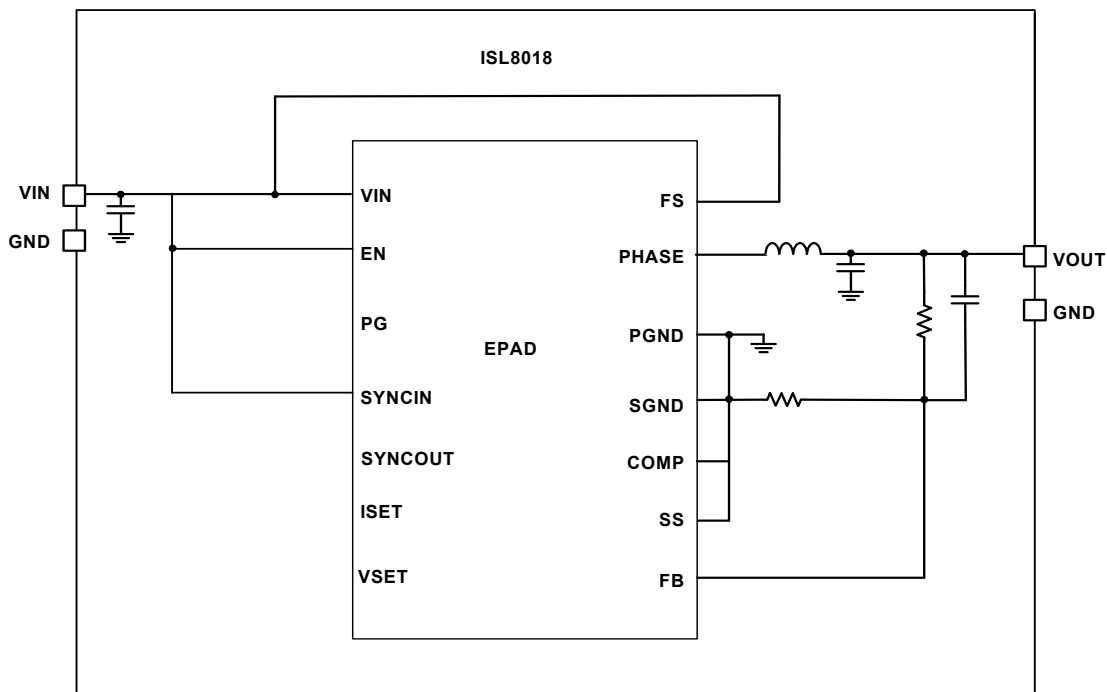 ISL8018
VIN
GND
VIN
EN
PG
SYNCIN
SYNCOUT
ISET
VSET
EPAD
FS
PHASE
PGND
SGND
COMP
SS
FB
VOUT
GND